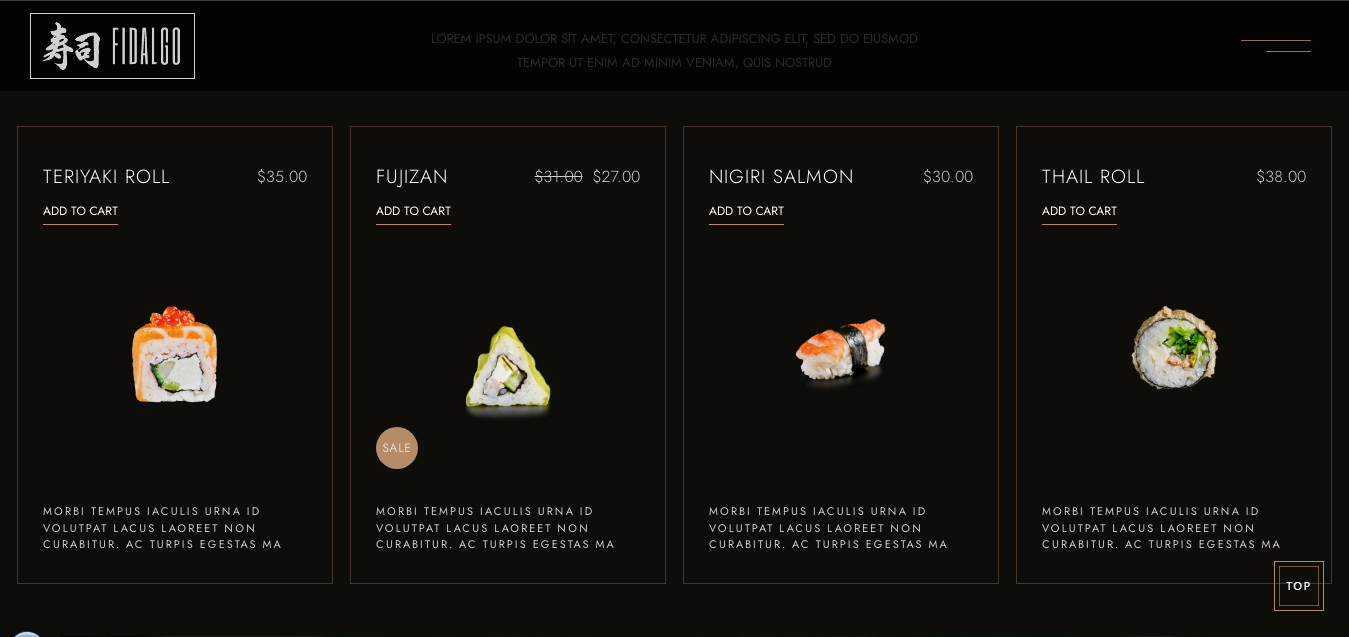 寿司 FIDALGO
LOREM IPSUM DOLOR SIT AMET, CONSECTETUR ADIPISCING ELIT, SED DO EIUSMOD
TEMPOR UT ENIM AD MINIM VENIAM, QUIS NOSTRUD
TERIYAKI ROLL $35.00
ADD TO CART
MORBI TEMPUS IACULIS URNA ID
VOLUTPAT LACUS LAOREET NON
CURABITUR. AC TURPIS EGESTAS MA
FUJIZAN $31.00 $27.00
ADD TO CART
SALE
MORBI TEMPUS IACULIS URNA ID
VOLUTPAT LACUS LAOREET NON
CURABITUR. AC TURPIS EGESTAS MA
NIGIRI SALMON $30.00
ADD TO CART
MORBI TEMPUS IACULIS URNA ID
VOLUTPAT LACUS LAOREET NON
CURABITUR. AC TURPIS EGESTAS MA
THAIL ROLL $38.00
ADD TO CART
MORBI TEMPUS IACULIS URNA ID
VOLUTPAT LACUS LAOREET NON
CURABITUR. AC TURPIS EGESTAS MA
TOP